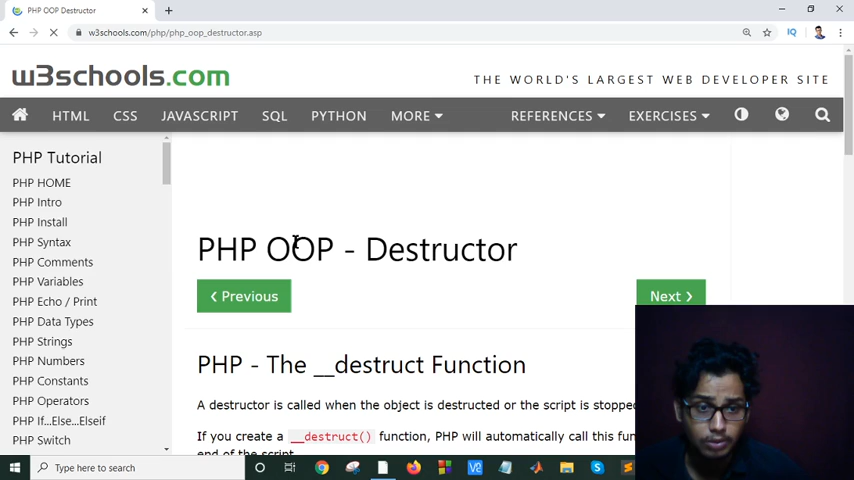 PHP OOP Destructor
w3schools.com/php/php_oop_destructor.asp
w3schools.com
THE WORLD'S LARGEST WEB DEVELOPER SITE
HTML CSS JAVASCRIPT SQL PYTHON MORE REFERENCES EXERCISES
PHP Tutorial
PHP HOME
PHP Intro
PHP Install
PHP Syntax
PHP Comments
PHP Variables
PHP Echo / Print
PHP Data Types
PHP Strings
PHP Numbers
PHP Constants
PHP Operators
PHP If...Else...Elseif
PHP Switch
PHP OOP - Destructor
❮ Previous
Next ❯
PHP - The __destruct Function
A destructor is called when the object is destructed or the script is stopped
If you create a __destruct() function, PHP will automatically call this fun
end of the script.
Type here to search